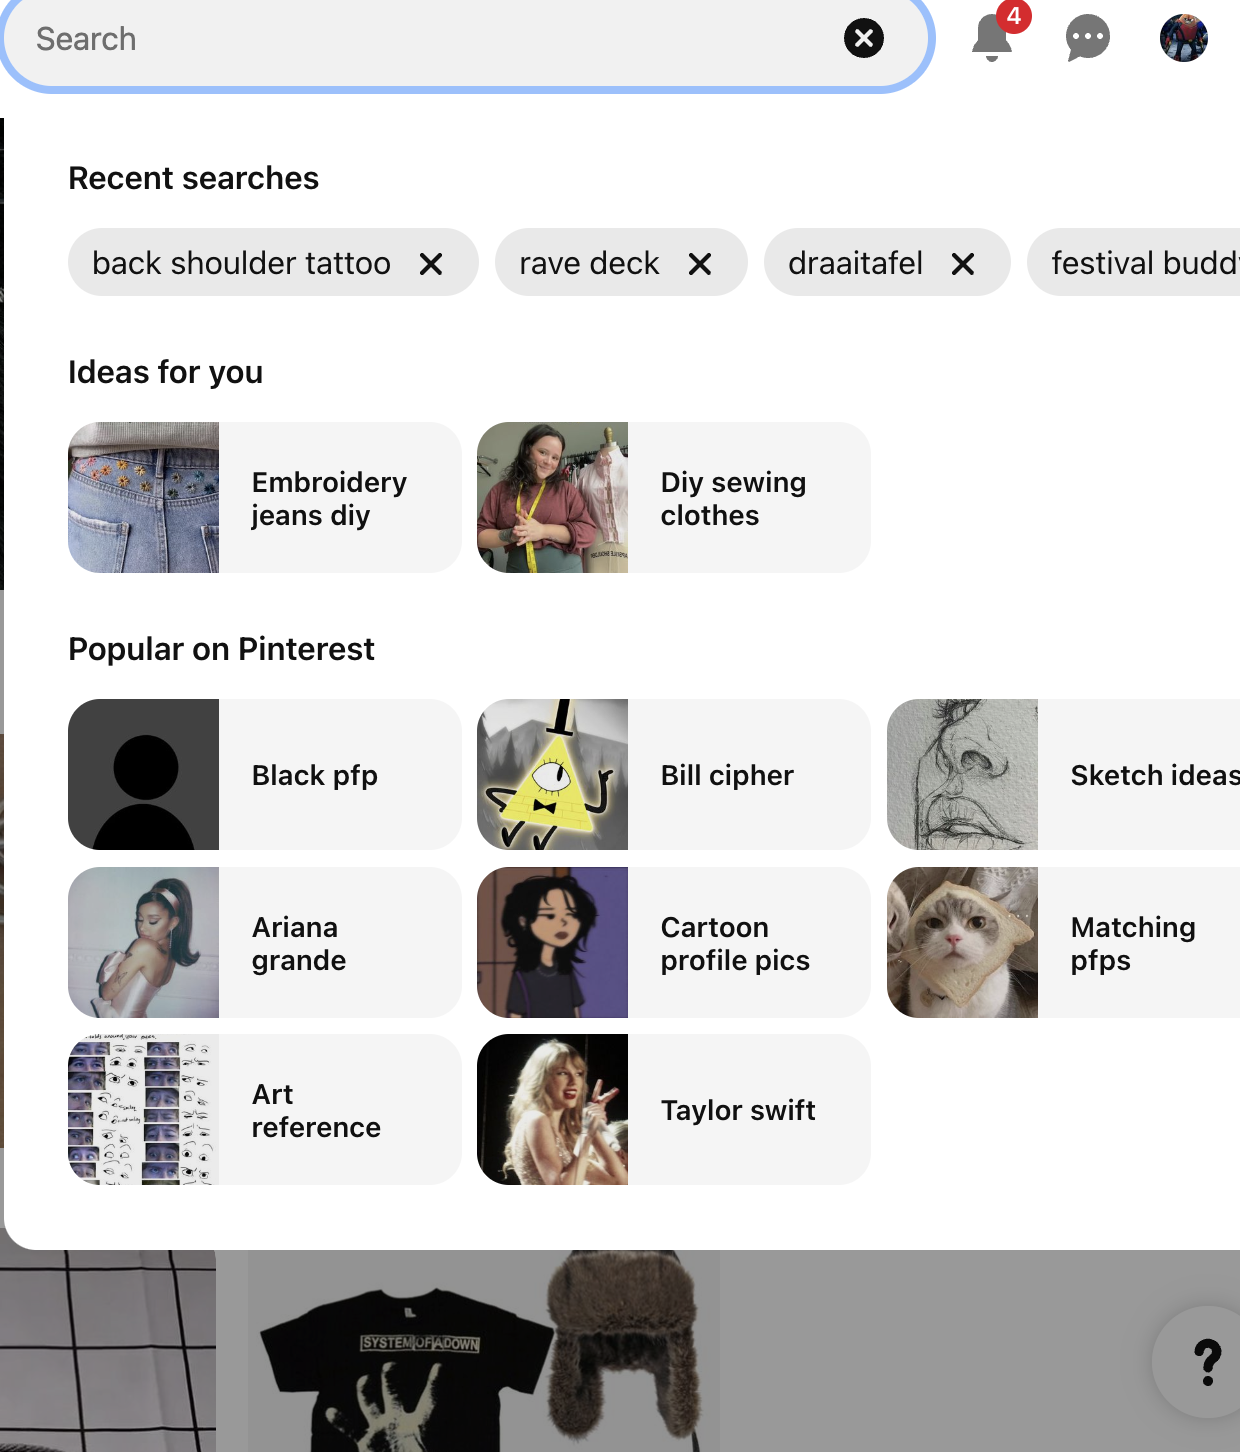 Search
4
Recent searches
back shoulder tattoo
rave deck
draaitafel
festival budd
Ideas for you
Embroidery
jeans diy
Diy sewing
clothes
Popular on Pinterest
Black pfp
Bill cipher
Sketch ideas
Ariana
grande
Cartoon
profile pics
Matching
pfps
Art
reference
Taylor swift
SYSTEM OF A DOWN
?